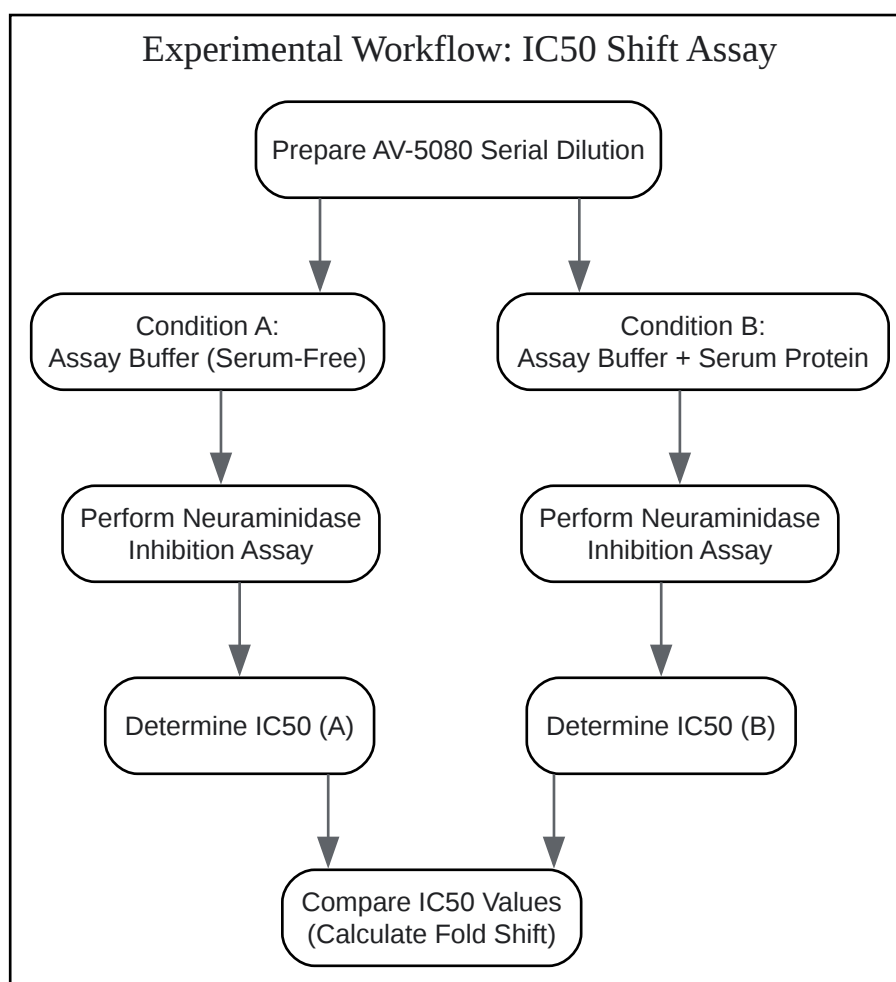 Experimental Workflow: IC50 Shift Assay
Prepare AV-5080 Serial Dilution
Condition A:
Assay Buffer (Serum-Free)
Condition B:
Assay Buffer + Serum Protein
Perform Neuraminidase
Inhibition Assay
Perform Neuraminidase
Inhibition Assay
Determine IC50 (A)
Determine IC50 (B)
Compare IC50 Values
(Calculate Fold Shift)